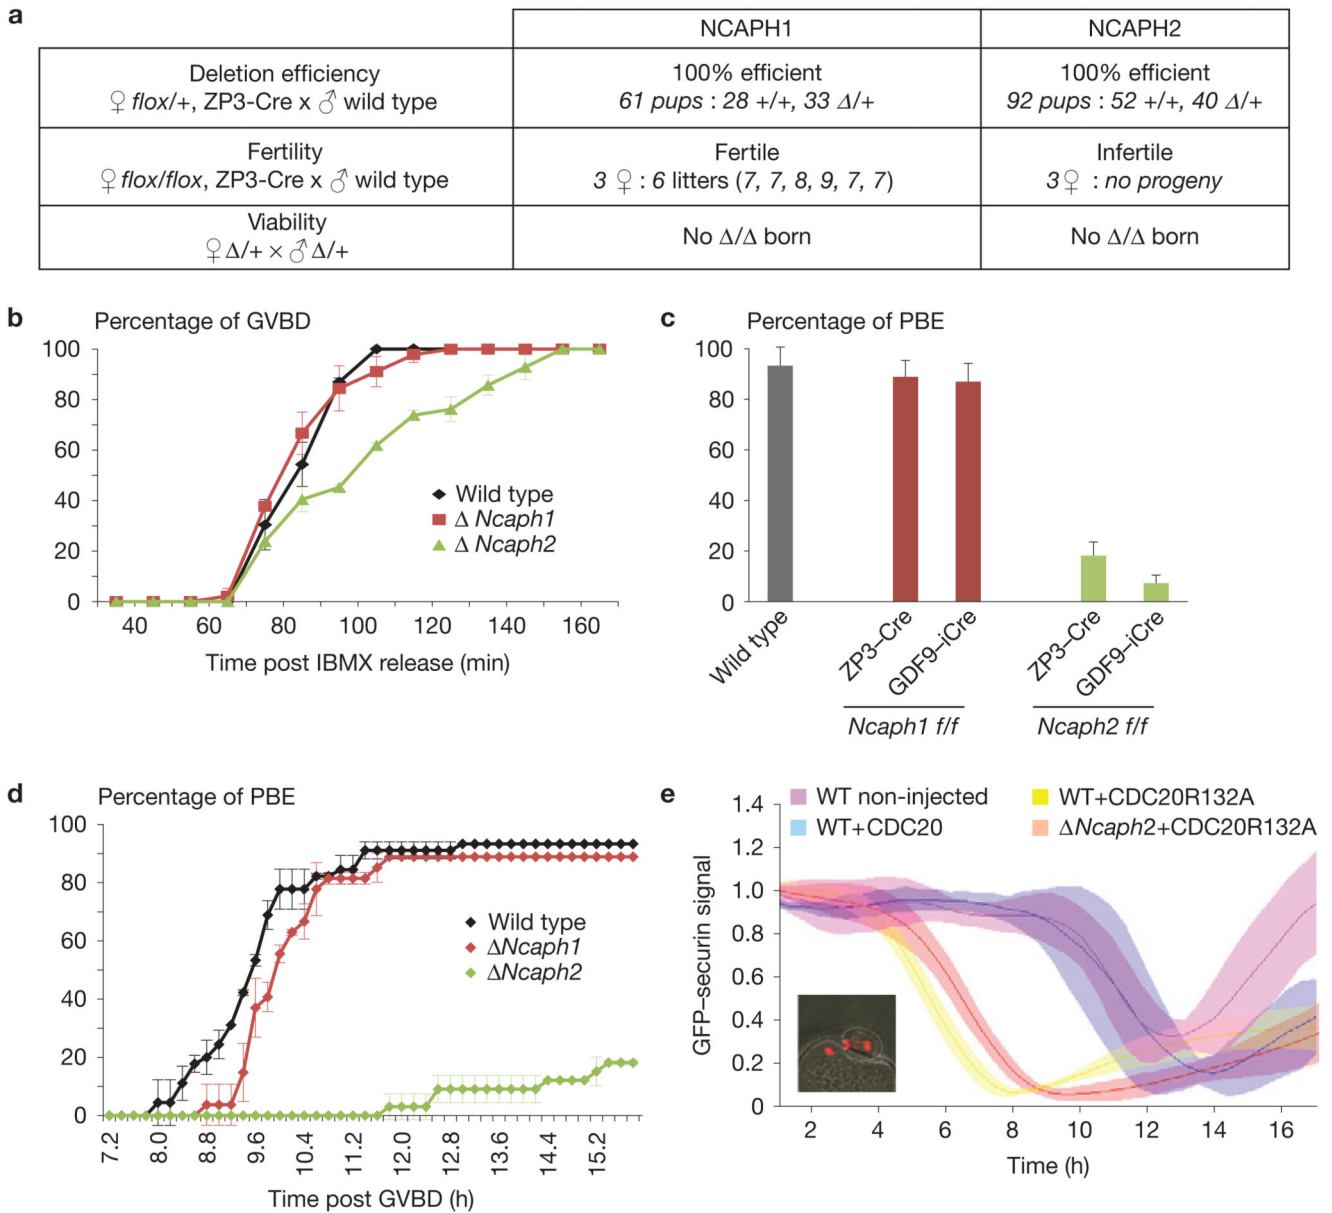 a
NCAPH1 NCAPH2
Deletion efficiency
♀ flox/+, ZP3-Cre x ♂ wild type
100% efficient
61 pups : 28 +/+, 33 Δ/+
100% efficient
92 pups : 52 +/+, 40 Δ/+
Fertility
♀ flox/flox, ZP3-Cre x ♂ wild type
Fertile
3 ♀ : 6 litters (7, 7, 8, 9, 7, 7)
Infertile
3 ♀ : no progeny
Viability
♀ Δ/+ × ♂ Δ/+
No Δ/Δ born
No Δ/Δ born
b
Percentage of GVBD
100
80
60
40
20
0
40 60 80 100 120 140 160
Time post IBMX release (min)
Wild type
Δ Ncaph1
Δ Ncaph2
c
Percentage of PBE
100
80
60
40
20
0
Wild type
ZP3–Cre
GDF9–iCre
ZP3–Cre
GDF9–iCre
Ncaph1 f/f
Ncaph2 f/f
d
Percentage of PBE
100
80
60
40
20
0
7.2 8.0 8.8 9.6 10.4 11.2 12.0 12.8 13.6 14.4 15.2
Time post GVBD (h)
Wild type
ΔNcaph1
ΔNcaph2
e
WT non-injected
WT+CDC20
WT+CDC20R132A
ΔNcaph2+CDC20R132A
GFP–securin signal
1.4
1.2
1.0
0.8
0.6
0.4
0.2
0
2 4 6 8 10 12 14 16
Time (h)